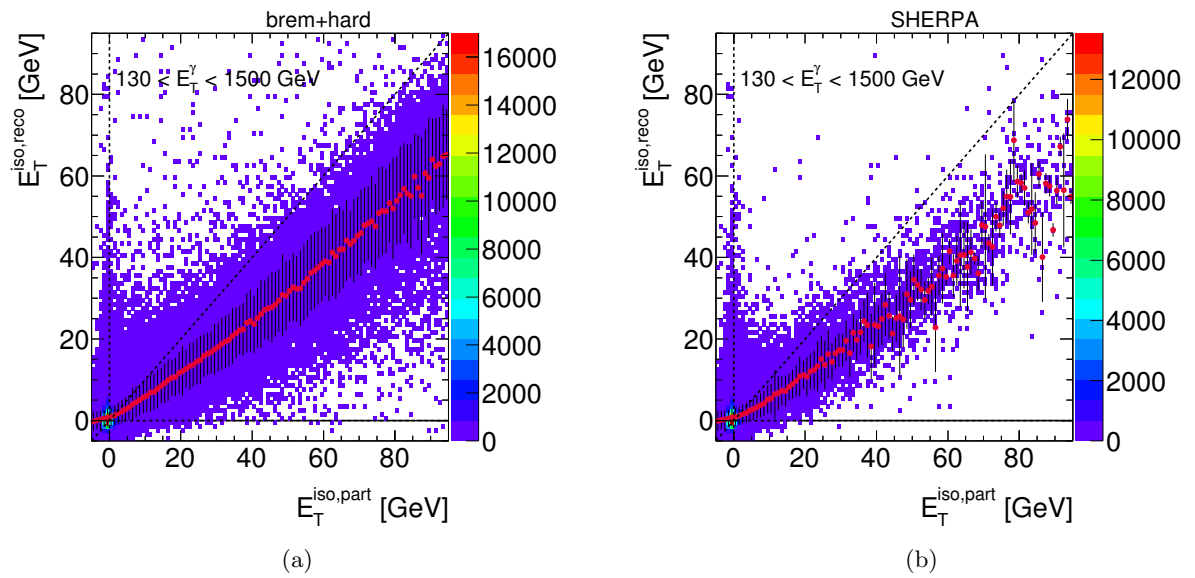 brem+hard
130 < E_T^γ < 1500 GeV
E_T^iso,reco [GeV]
80
60
40
20
0
0 20 40 60 80
E_T^iso,part [GeV]
16000
14000
12000
10000
8000
6000
4000
2000
0
(a)
SHERPA
130 < E_T^γ < 1500 GeV
E_T^iso,reco [GeV]
80
60
40
20
0
0 20 40 60 80
E_T^iso,part [GeV]
12000
10000
8000
6000
4000
2000
0
(b)